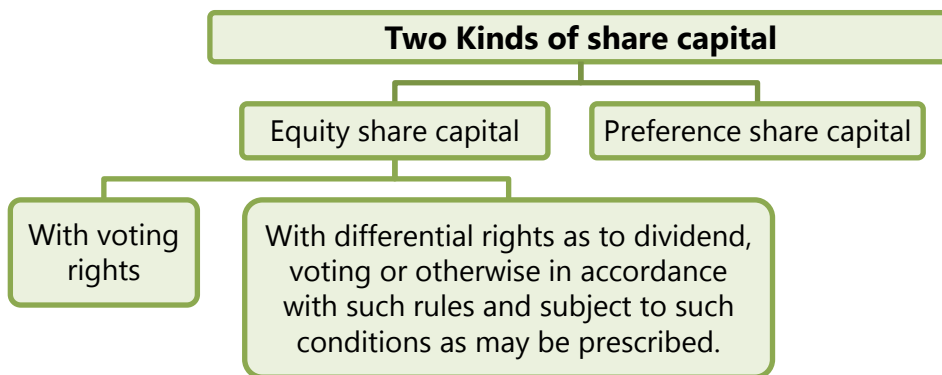 Two Kinds of share capital
Equity share capital
Preference share capital
With voting
rights
With differential rights as to dividend,
voting or otherwise in accordance
with such rules and subject to such
conditions as may be prescribed.